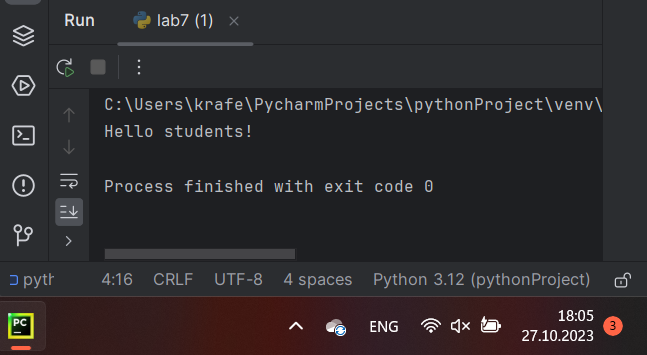 Run lab7 (1)
C:\Users\krafe\PycharmProjects\pythonProject\venv\
Hello students!
Process finished with exit code 0
pyth 4:16 CRLF UTF-8 4 spaces Python 3.12 (pythonProject)
PC ENG 18:05
27.10.2023 3